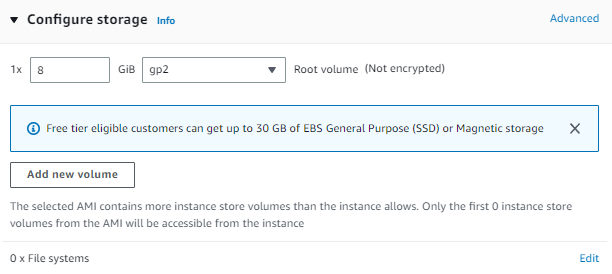 Configure storage Info Advanced
1x 8 GiB gp2 Root volume (Not encrypted)
Free tier eligible customers can get up to 30 GB of EBS General Purpose (SSD) or Magnetic storage
Add new volume
The selected AMI contains more instance store volumes than the instance allows. Only the first 0 instance store
volumes from the AMI will be accessible from the instance
0 x File systems Edit